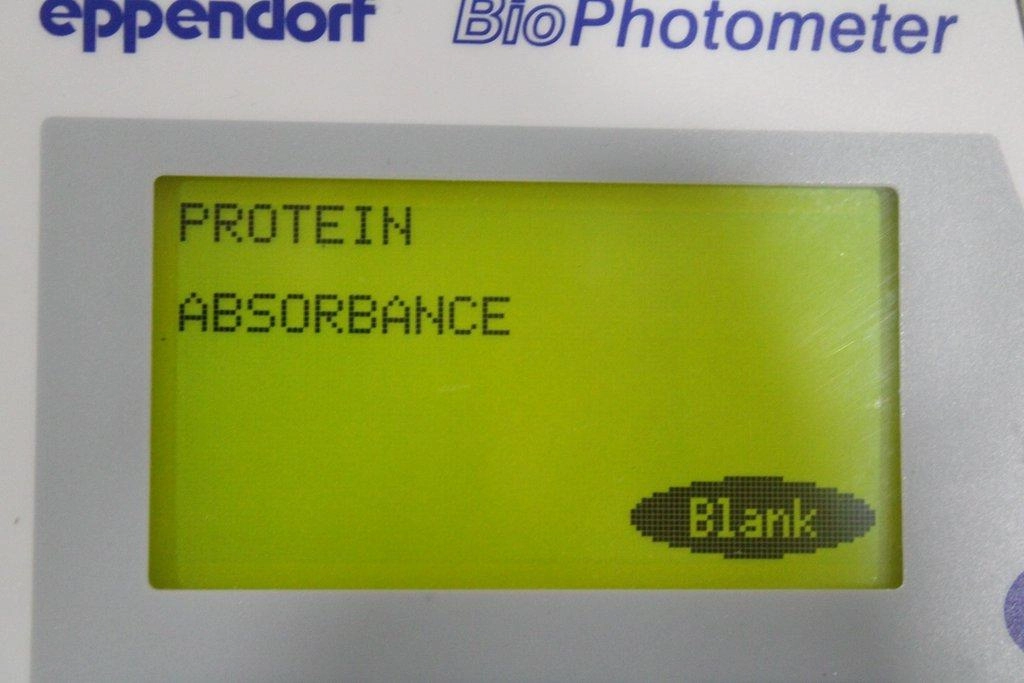 eppendorf BioPhotometer
PROTEIN
ABSORBANCE
Blank